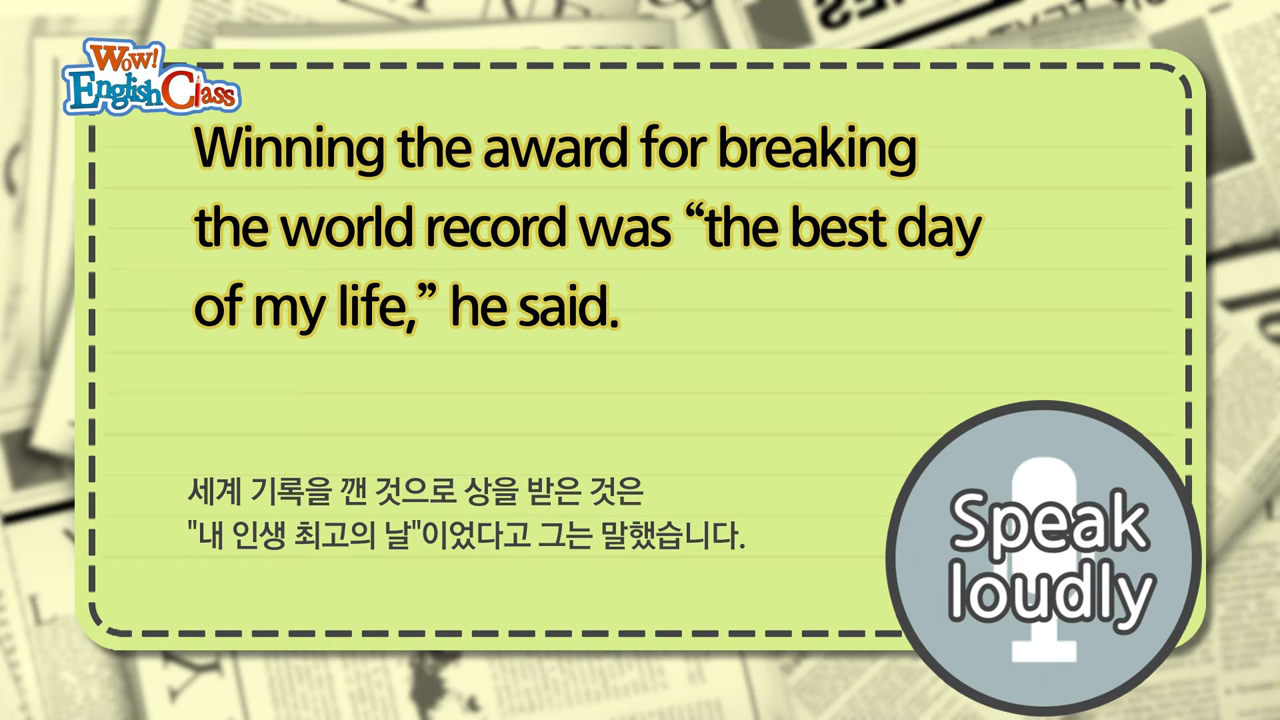 Wow!
English Class
Winning the award for breaking
the world record was “the best day
of my life,” he said.
세계 기록을 깬 것으로 상을 받은 것은
"내 인생 최고의 날"이었다고 그는 말했습니다.
Speak
loudly